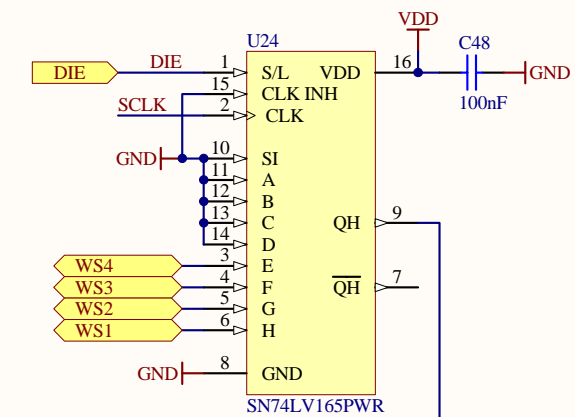 VDD
U24
C48
DIE
DIE
1
S/L
VDD
16
GND
15
CLK INH
SCLK
2
CLK
100nF
GND
10
SI
11
A
12
B
13
C
QH
9
14
D
WS4
3
E
WS3
4
F
QH
7
WS2
5
G
WS1
6
H
GND
8
GND
SN74LV165PWR